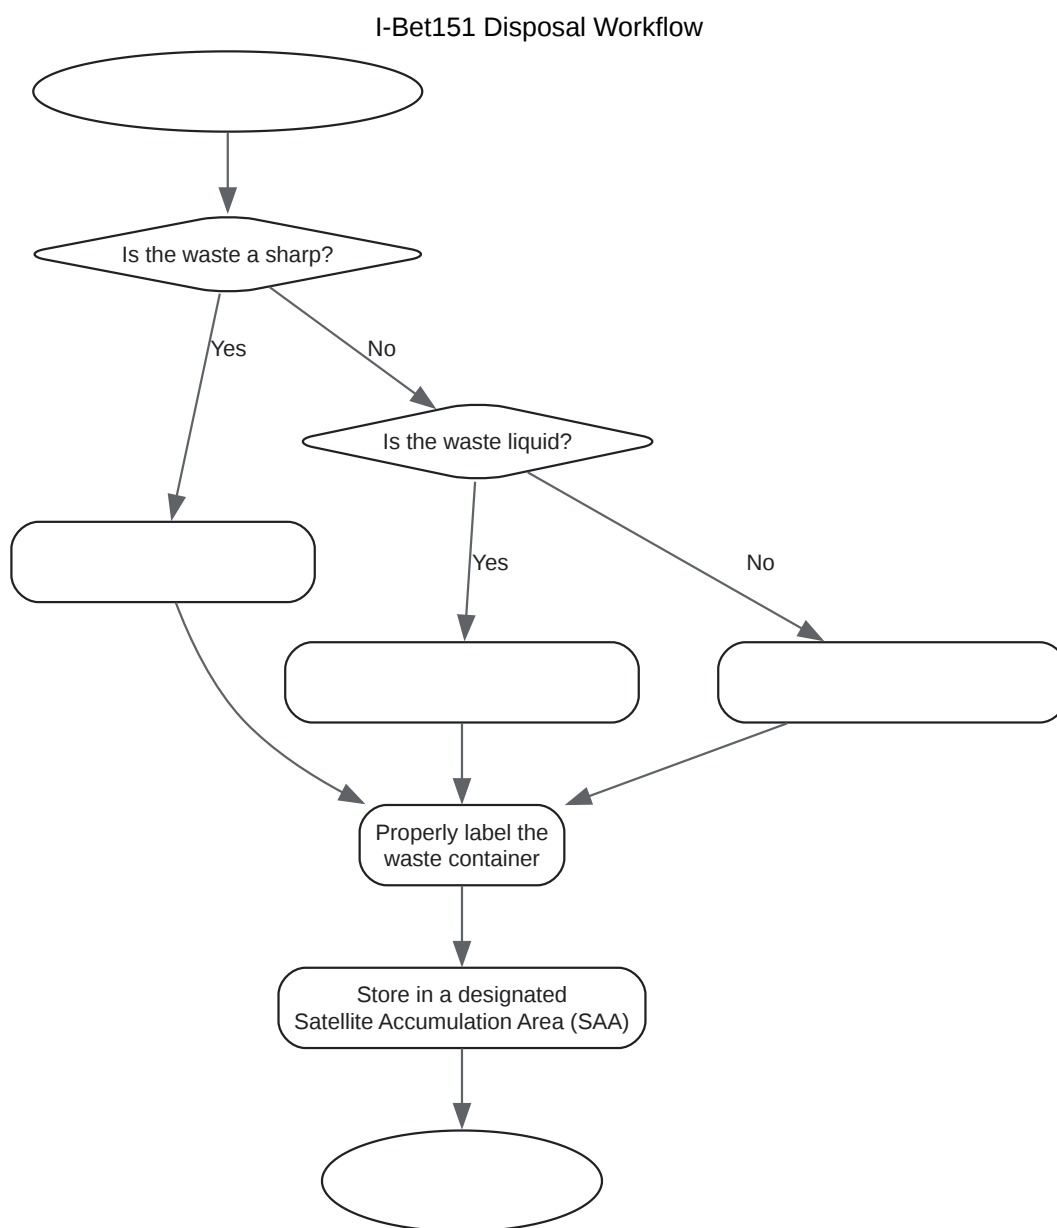 I-Bet151 Disposal Workflow
Is the waste a sharp?
Yes
No
Is the waste liquid?
Yes
No
Properly label the
waste container
Store in a designated
Satellite Accumulation Area (SAA)